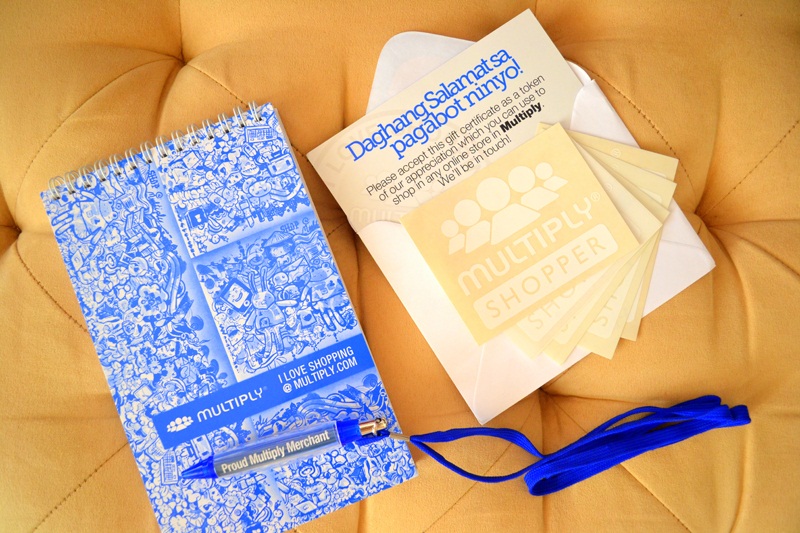 MULTIPLY®
I LOVE SHOPPING
@ MULTIPLY.COM
Proud Multiply Merchant
Daghang Salamat sa
pagabot ninyo!
Please accept this gift certificate as a token
of our appreciation which you can use to
shop in any online store in Multiply.
We'll be in touch!
MULTIPLY®
SHOPPER